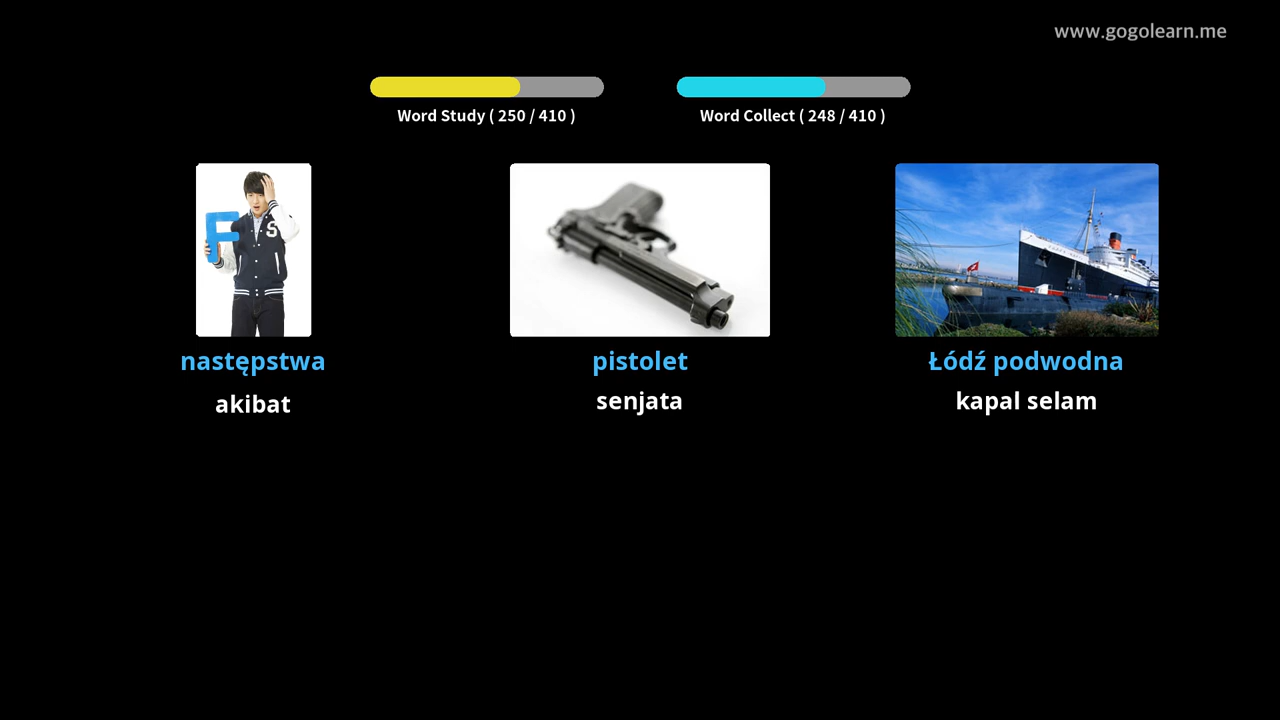 www.gogolearn.me
Word Study ( 250 / 410 )
Word Collect ( 248 / 410 )
F
S
następstwa
pistolet
Łódź podwodna
akibat
senjata
kapal selam